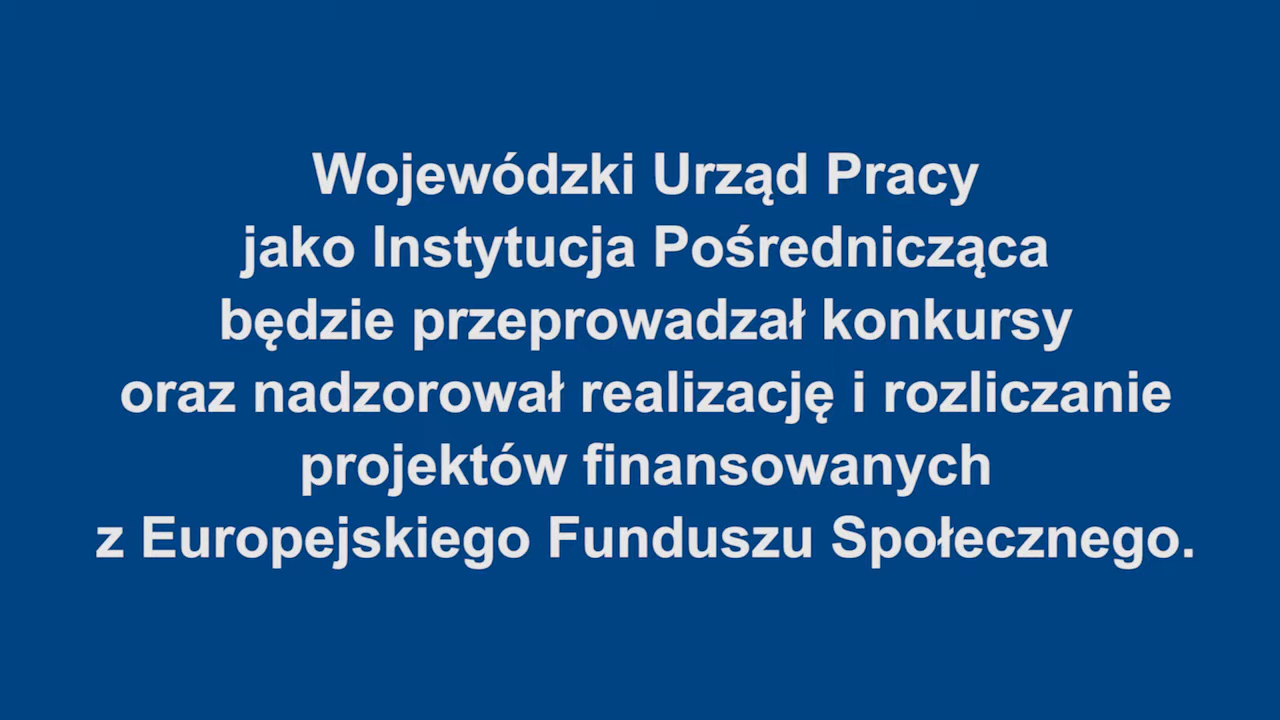 Wojewódzki Urząd Pracy
jako Instytucja Pośrednicząca
będzie przeprowadzał konkursy
oraz nadzorował realizację i rozliczanie
projektów finansowanych
z Europejskiego Funduszu Społecznego.